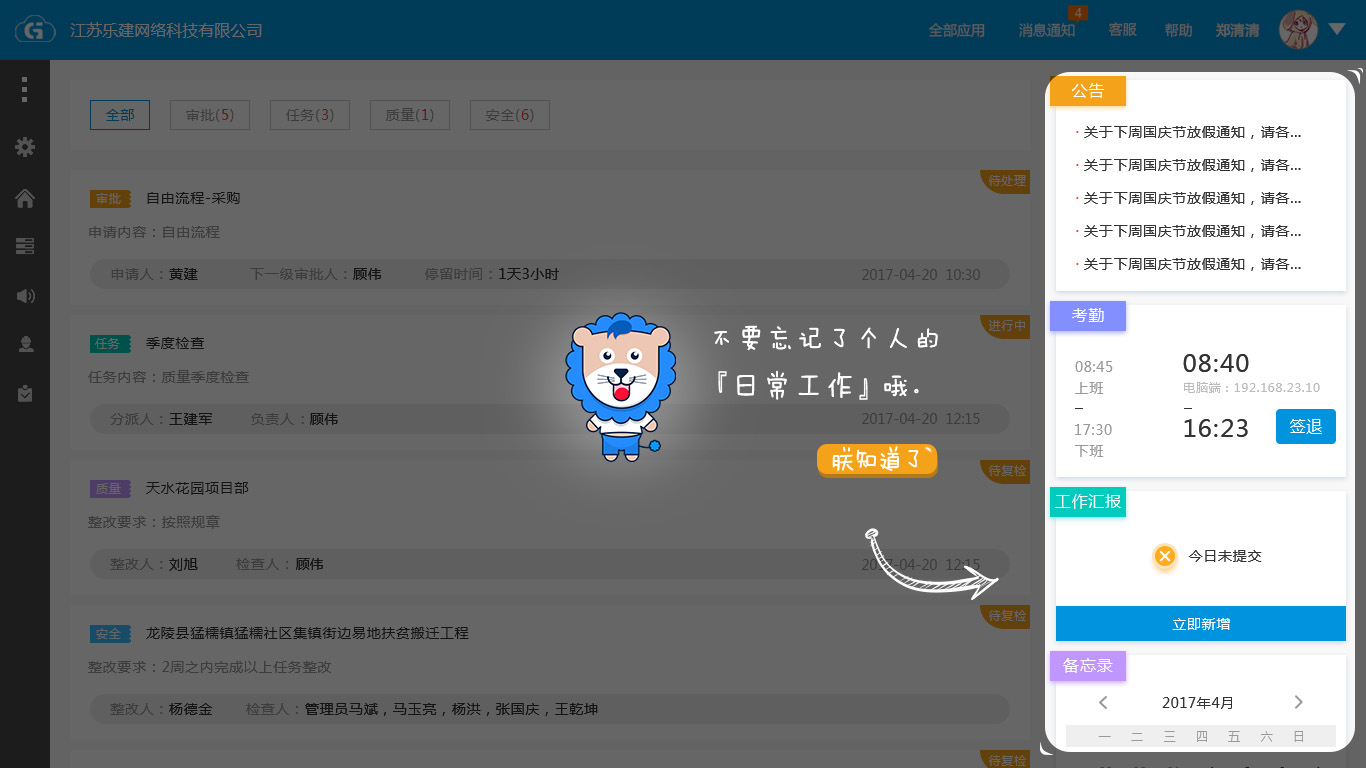 江苏乐建网络科技有限公司
全部应用 消息通知 4 客服 帮助 郑清清
全部 审批(5) 任务(3) 质量(1) 安全(6)
审批 自由流程-采购 待处理
申请内容：自由流程
申请人：黄建 下一级审批人：顾伟 停留时间：1天3小时 2017-04-20 10:30
任务 季度检查 进行中
任务内容：质量季度检查
分派人：王建军 负责人：顾伟 2017-04-20 12:15
质量 天水花园项目部 待复检
整改要求：按照规章
整改人：刘旭 检查人：顾伟 2017-04-20 12:15
安全 龙陵县猛糯镇猛糯社区集镇街边易地扶贫搬迁工程 待复检
整改要求：2周之内完成以上任务整改
整改人：杨德金 检查人：管理员马斌，马玉亮，杨洪，张国庆，王乾坤
待复检
不要忘记了个人的
『日常工作』哦.
朕知道了
公告
· 关于下周国庆节放假通知，请各...
· 关于下周国庆节放假通知，请各...
· 关于下周国庆节放假通知，请各...
· 关于下周国庆节放假通知，请各...
· 关于下周国庆节放假通知，请各...
考勤
08:45 08:40
上班 电脑端：192.168.23.10
– –
17:30 16:23 签退
下班
工作汇报
今日未提交
立即新增
备忘录
2017年4月
一 二 三 四 五 六 日